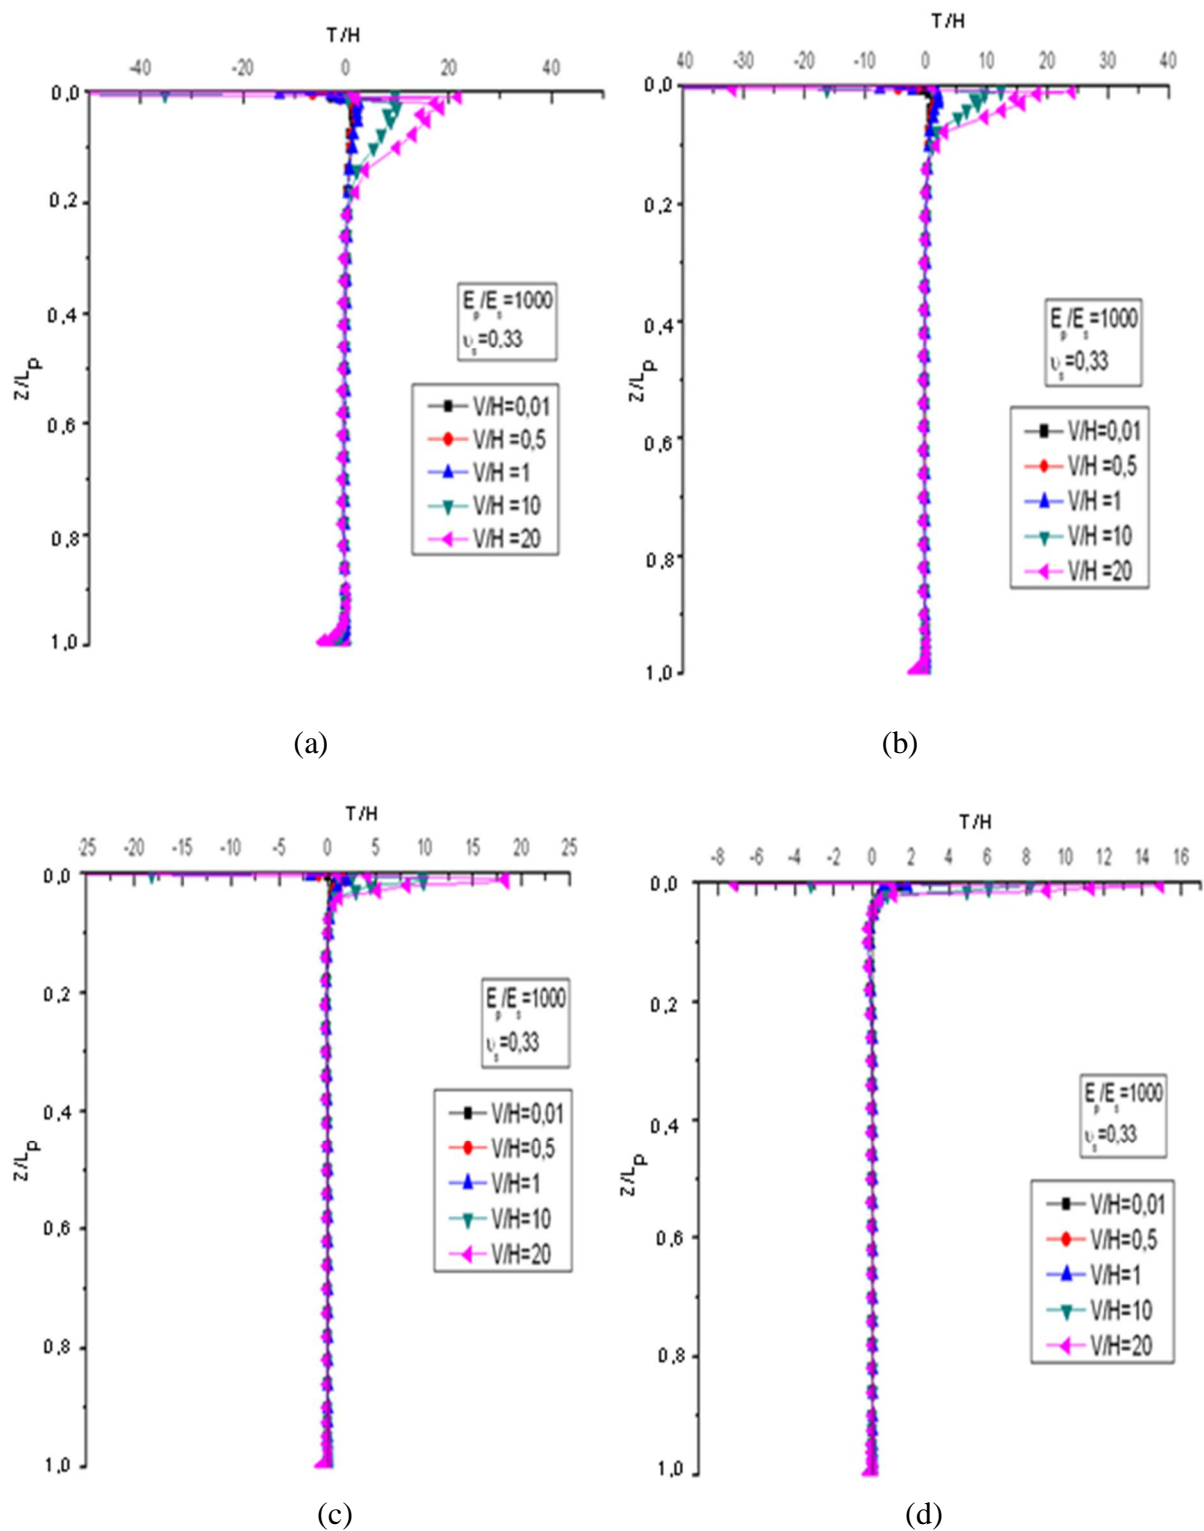 T/H
-40 -20 0 20 40
0,0
0,2
0,4
0,6
0,8
1,0
Z/Lp
Ep/Es=1000
υs=0,33
V/H=0,01
V/H =0,5
V/H =1
V/H =10
V/H =20
(a)
T/H
-40 -30 -20 -10 0 10 20 30 40
0,0
0,2
0,4
0,6
0,8
1,0
Z/Lp
Ep/Es=1000
υs=0,33
V/H=0,01
V/H =0,5
V/H =1
V/H =10
V/H =20
(b)
T/H
-25 -20 -15 -10 -5 0 5 10 15 20 25
0,0
0,2
0,4
0,6
0,8
1,0
Z/Lp
Ep/Es=1000
υs=0,33
V/H=0,01
V/H=0,5
V/H=1
V/H=10
V/H=20
(c)
T/H
-8 -6 -4 -2 0 2 4 6 8 10 12 14 16
0,0
0,2
0,4
0,6
0,8
1,0
Z/Lp
Ep/Es=1000
υs=0,33
V/H=0,01
V/H=0,5
V/H=1
V/H=10
V/H=20
(d)